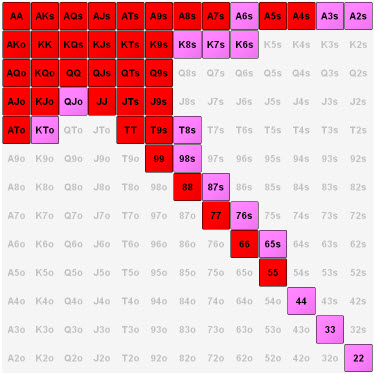 AA AKs AQs AJs ATs A9s A8s A7s A6s A5s A4s A3s A2s
AKo KK KQs KJs KTs K9s K8s K7s K6s K5s K4s K3s K2s
AQo KQo QQ QJs QTs Q9s Q8s Q7s Q6s Q5s Q4s Q3s Q2s
AJo KJo QJo JJ JTs J9s J8s J7s J6s J5s J4s J3s J2s
ATo KTo QTo JTo TT T9s T8s T7s T6s T5s T4s T3s T2s
A9o K9o Q9o J9o T9o 99 98s 97s 96s 95s 94s 93s 92s
A8o K8o Q8o J8o T8o 98o 88 87s 86s 85s 84s 83s 82s
A7o K7o Q7o J7o T7o 97o 87o 77 76s 75s 74s 73s 72s
A6o K6o Q6o J6o T6o 96o 86o 76o 66 65s 64s 63s 62s
A5o K5o Q5o J5o T5o 95o 85o 75o 65o 55 54s 53s 52s
A4o K4o Q4o J4o T4o 94o 84o 74o 64o 54o 44 43s 42s
A3o K3o Q3o J3o T3o 93o 83o 73o 63o 53o 43o 33 32s
A2o K2o Q2o J2o T2o 92o 82o 72o 62o 52o 42o 32o 22